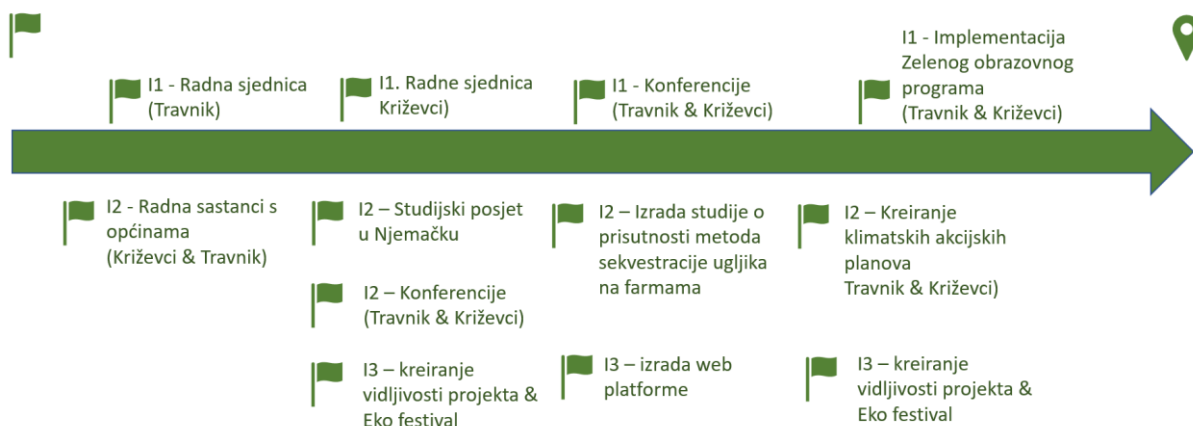 I1 - Radna sjednica
(Travnik)
I1. Radne sjednica
Križevci)
I1 - Konferencije
(Travnik & Križevci)
I1 - Implementacija
Zelenog obrazovnog
programa
(Travnik & Križevci)
I2 - Radna sastanci s
općinama
(Križevci & Travnik)
I2 – Studijski posjet
u Njemačku
I2 – Konferencije
(Travnik & Križevci)
I3 – kreiranje
vidljivosti projekta &
Eko festival
I2 – Izrada studije o
prisutnosti metoda
sekvestracije ugljika
na farmama
I3 – izrada web
platforme
I2 – Kreiranje
klimatskih akcijskih
planova
Travnik & Križevci)
I3 – kreiranje
vidljivosti projekta &
Eko festival